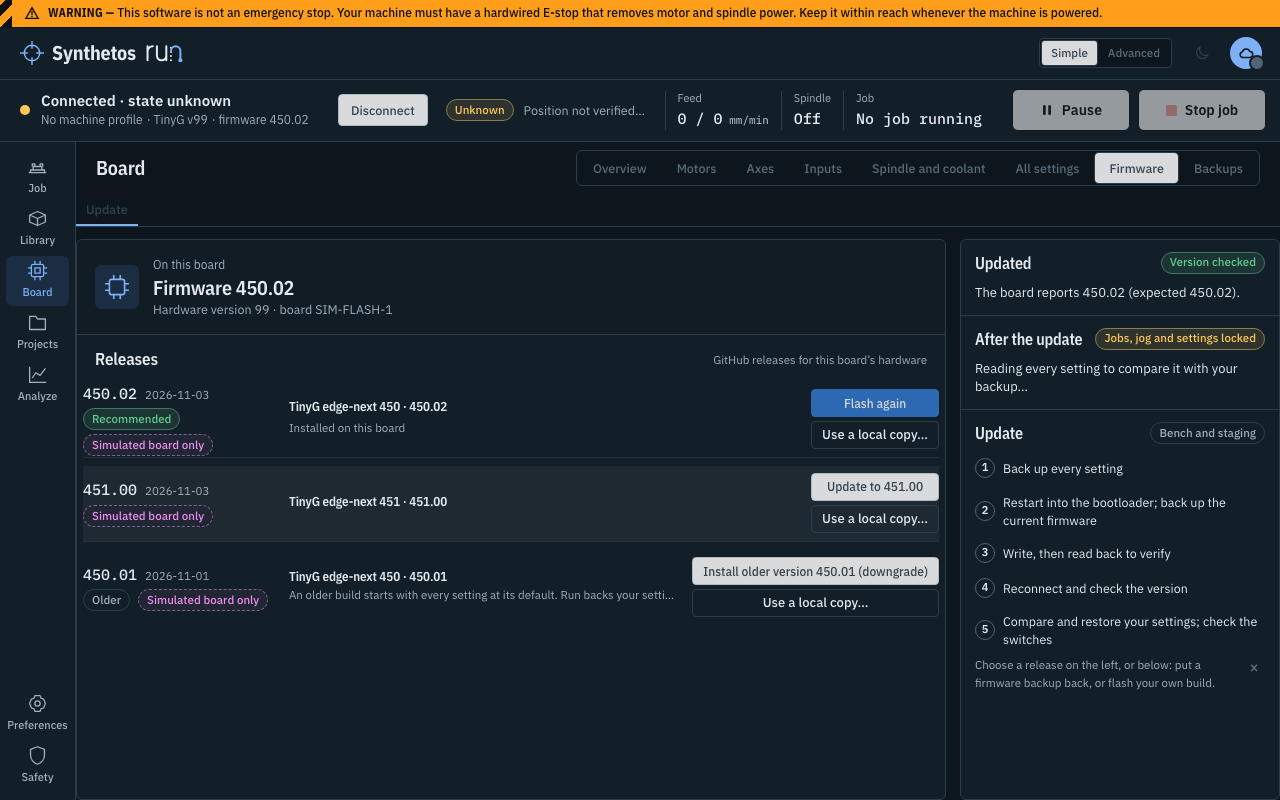 WARNING — This software is not an emergency stop. Your machine must have a hardwired E-stop that removes motor and spindle power. Keep it within reach whenever the machine is powered.
Synthetos run
Simple
Advanced
Connected · state unknown
No machine profile · TinyG v99 · firmware 450.02
Disconnect
Unknown
Position not verified...
Feed
0 / 0 mm/min
Spindle
Off
Job
No job running
Pause
Stop job
Job
Library
Board
Projects
Analyze
Preferences
Safety
Board
Overview
Motors
Axes
Inputs
Spindle and coolant
All settings
Firmware
Backups
Update
On this board
Firmware 450.02
Hardware version 99 · board SIM-FLASH-1
Releases
GitHub releases for this board's hardware
450.02 2026-11-03
Recommended
Simulated board only
TinyG edge-next 450 · 450.02
Installed on this board
Flash again
Use a local copy...
451.00 2026-11-03
Simulated board only
TinyG edge-next 451 · 451.00
Update to 451.00
Use a local copy...
450.01 2026-11-01
Older
Simulated board only
TinyG edge-next 450 · 450.01
An older build starts with every setting at its default. Run backs your setti...
Install older version 450.01 (downgrade)
Use a local copy...
Updated
Version checked
The board reports 450.02 (expected 450.02).
After the update
Jobs, jog and settings locked
Reading every setting to compare it with your
backup...
Update
Bench and staging
1 Back up every setting
2 Restart into the bootloader; back up the
current firmware
3 Write, then read back to verify
4 Reconnect and check the version
5 Compare and restore your settings; check the
switches
Choose a release on the left, or below: put a
firmware backup back, or flash your own build.
×